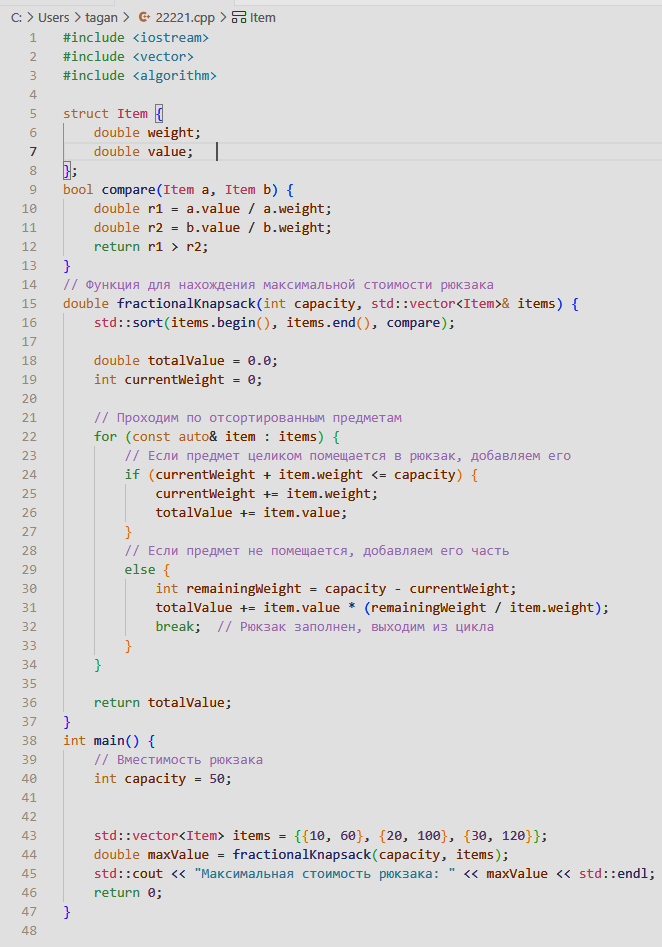 C: > Users > tagan > 22221.cpp > Item
1 #include <iostream>
2 #include <vector>
3 #include <algorithm>
4
5 struct Item {
6     double weight;
7     double value;
8 };
9 bool compare(Item a, Item b) {
10     double r1 = a.value / a.weight;
11     double r2 = b.value / b.weight;
12     return r1 > r2;
13 }
14 // Функция для нахождения максимальной стоимости рюкзака
15 double fractionalKnapsack(int capacity, std::vector<Item>& items) {
16     std::sort(items.begin(), items.end(), compare);
17
18     double totalValue = 0.0;
19     int currentWeight = 0;
20
21     // Проходим по отсортированным предметам
22     for (const auto& item : items) {
23         // Если предмет целиком помещается в рюкзак, добавляем его
24         if (currentWeight + item.weight <= capacity) {
25             currentWeight += item.weight;
26             totalValue += item.value;
27         }
28         // Если предмет не помещается, добавляем его часть
29         else {
30             int remainingWeight = capacity - currentWeight;
31             totalValue += item.value * (remainingWeight / item.weight);
32             break;  // Рюкзак заполнен, выходим из цикла
33         }
34     }
35
36     return totalValue;
37 }
38 int main() {
39     // Вместимость рюкзака
40     int capacity = 50;
41
42
43     std::vector<Item> items = {{10, 60}, {20, 100}, {30, 120}};
44     double maxValue = fractionalKnapsack(capacity, items);
45     std::cout << "Максимальная стоимость рюкзака: " << maxValue << std::endl;
46     return 0;
47 }
48